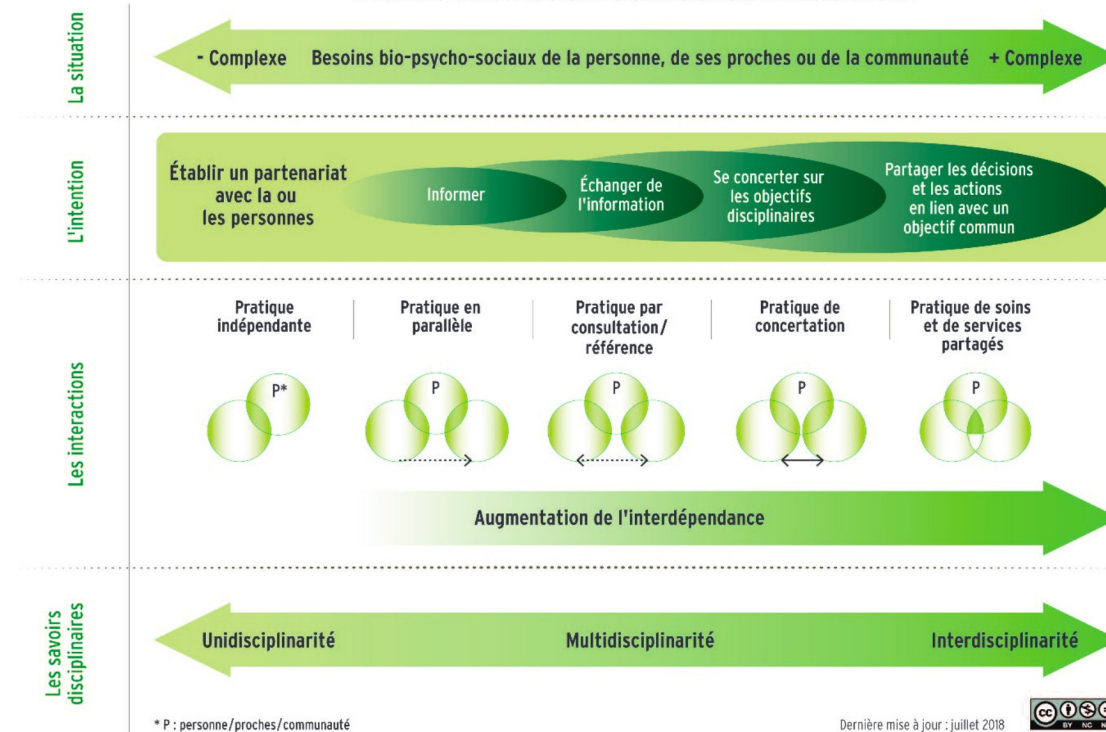 La situation
- Complexe Besoins bio-psycho-sociaux de la personne, de ses proches ou de la communauté + Complexe
L'intention
Établir un partenariat
avec la ou
les personnes
Informer
Échanger de
l'information
Se concerter sur
les objectifs
disciplinaires
Partager les décisions
et les actions
en lien avec un
objectif commun
Les interactions
Pratique
indépendante
Pratique en
parallèle
Pratique par
consultation/
référence
Pratique de
concertation
Pratique de soins
et de services
partagés
P*
P
P
P
P
Augmentation de l'interdépendance
Les savoirs
disciplinaires
Unidisciplinarité
Multidisciplinarité
Interdisciplinarité
* P : personne/proches/communauté
Dernière mise à jour : juillet 2018
cc
BY NC